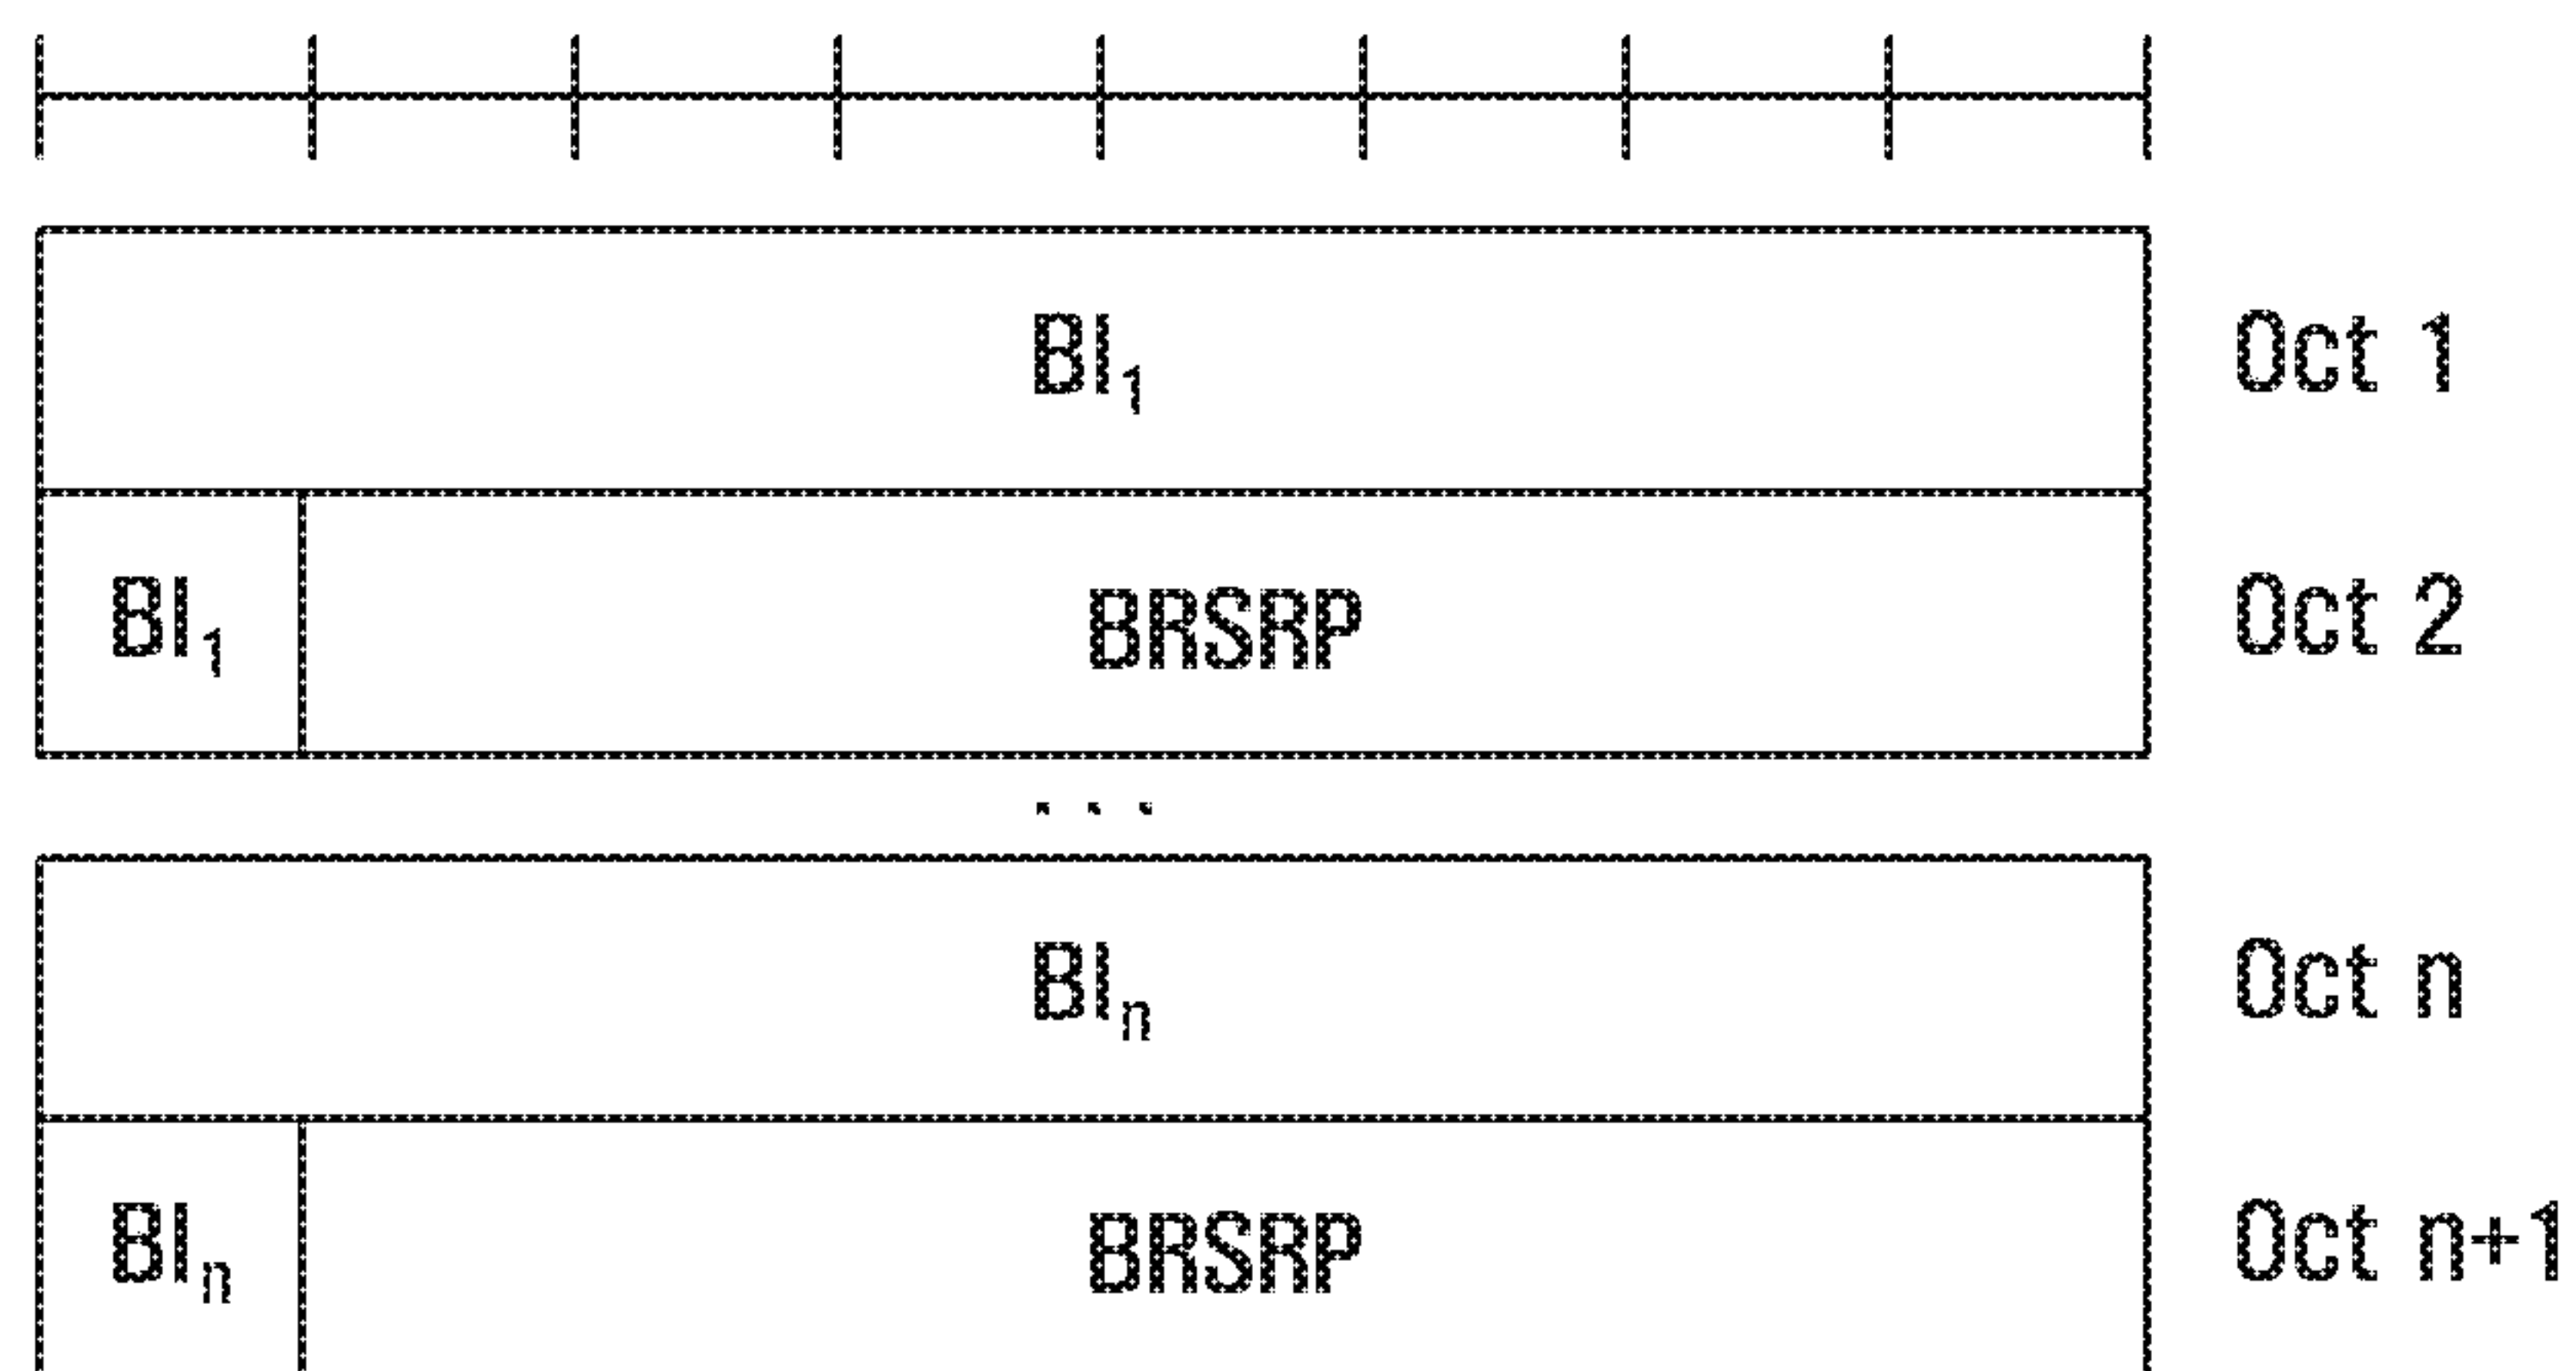 BI₁ Oct 1
BI₁ BRSRP Oct 2
...
BIₙ Oct n
BIₙ BRSRP Oct n+1